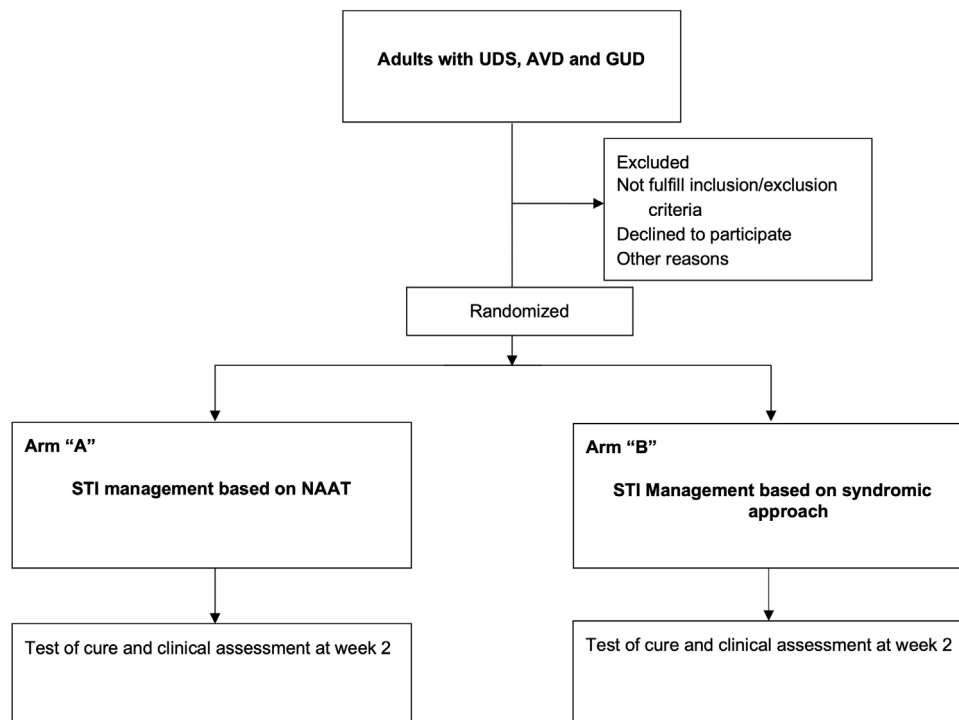 Adults with UDS, AVD and GUD
Excluded
Not fulfill inclusion/exclusion
criteria
Declined to participate
Other reasons
Randomized
Arm “A”
STI management based on NAAT
Arm “B”
STI Management based on syndromic
approach
Test of cure and clinical assessment at week 2
Test of cure and clinical assessment at week 2